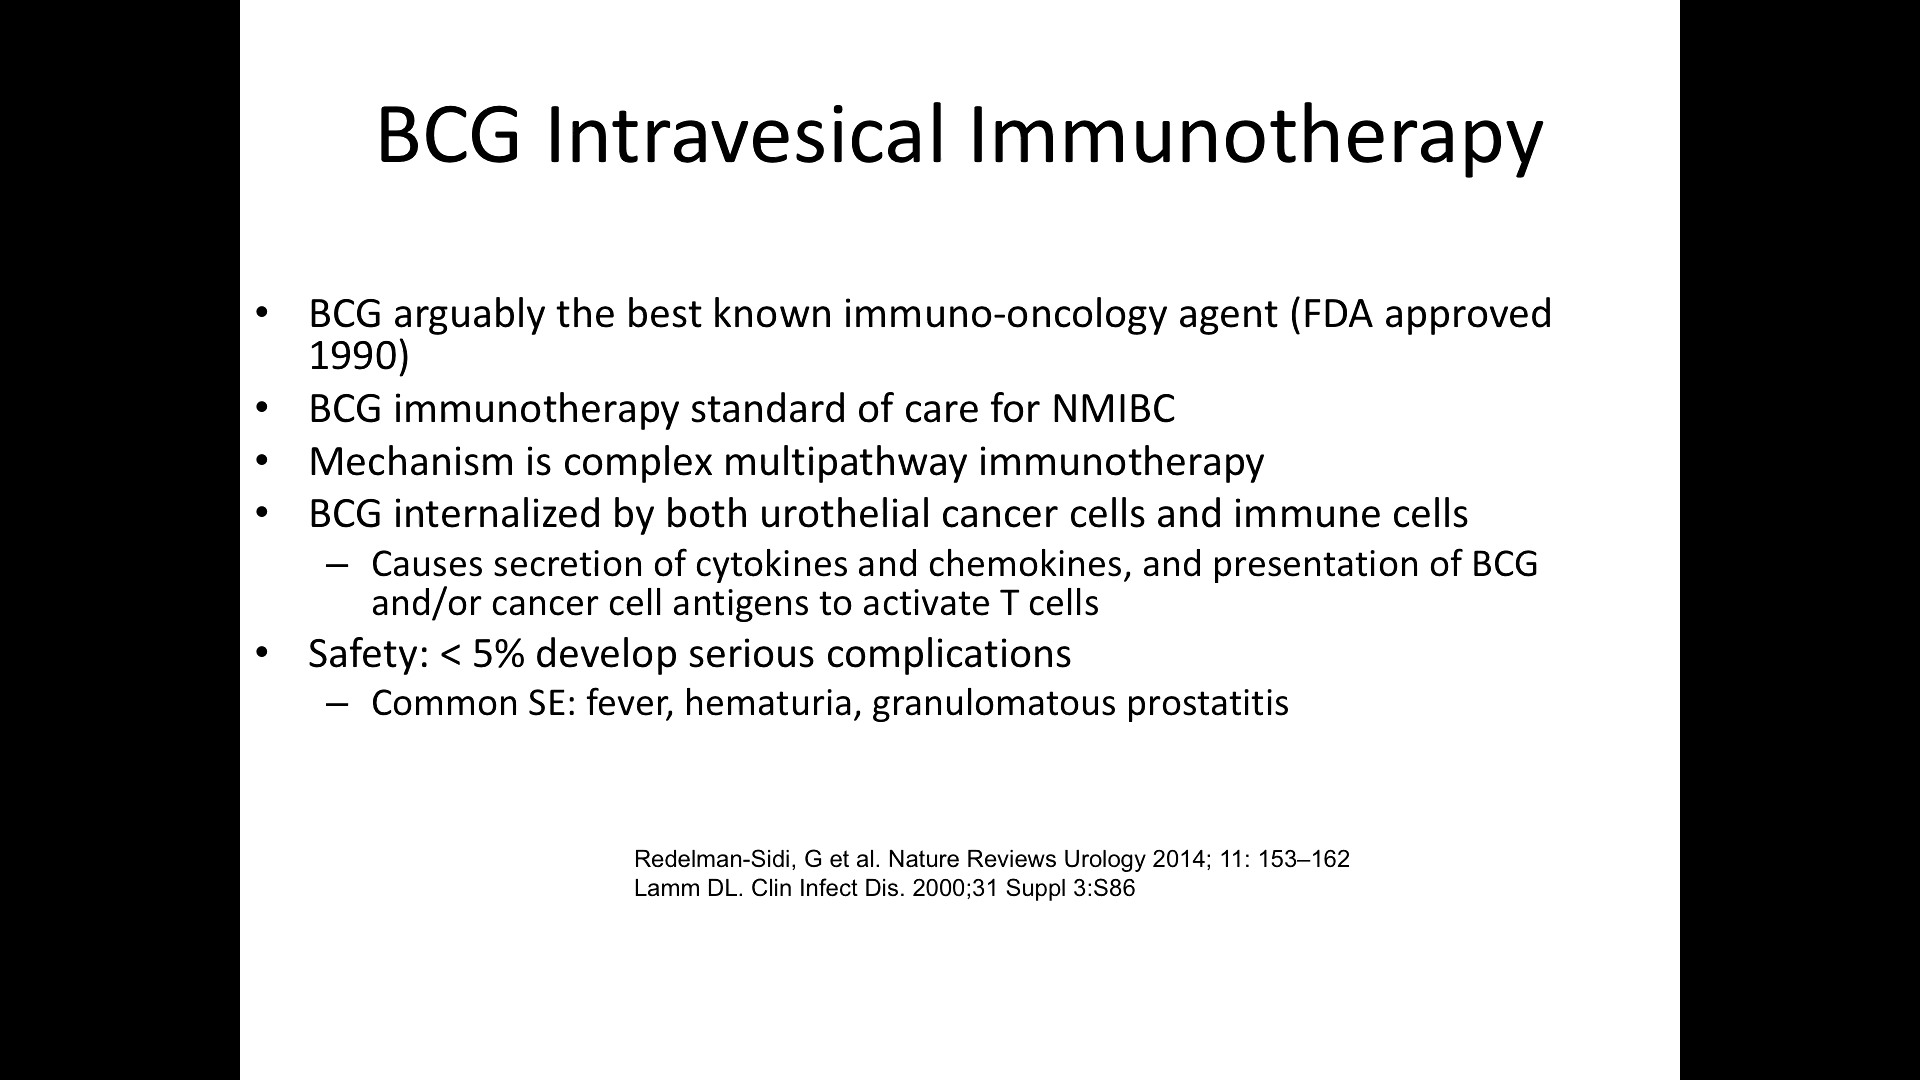 BCG Intravesical Immunotherapy
• BCG arguably the best known immuno-oncology agent (FDA approved
1990)
• BCG immunotherapy standard of care for NMIBC
• Mechanism is complex multipathway immunotherapy
• BCG internalized by both urothelial cancer cells and immune cells
– Causes secretion of cytokines and chemokines, and presentation of BCG
and/or cancer cell antigens to activate T cells
• Safety: < 5% develop serious complications
– Common SE: fever, hematuria, granulomatous prostatitis
Redelman-Sidi, G et al. Nature Reviews Urology 2014; 11: 153–162
Lamm DL. Clin Infect Dis. 2000;31 Suppl 3:S86